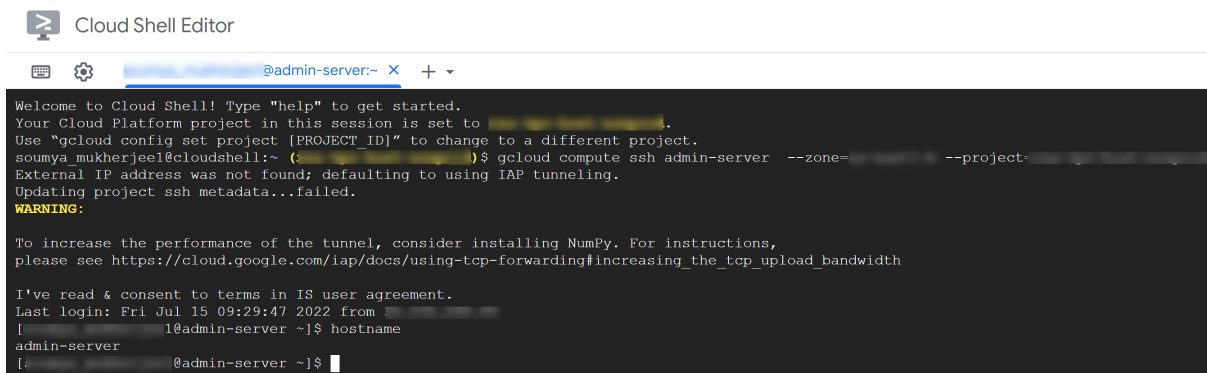 Cloud Shell Editor
@admin-server:~
Welcome to Cloud Shell! Type "help" to get started.
Your Cloud Platform project in this session is set to .
Use “gcloud config set project [PROJECT_ID]” to change to a different project.
soumya_mukherjee1@cloudshell:~ ()$ gcloud compute ssh admin-server --zone= --project=
External IP address was not found; defaulting to using IAP tunneling.
Updating project ssh metadata...failed.
WARNING:
To increase the performance of the tunnel, consider installing NumPy. For instructions,
please see https://cloud.google.com/iap/docs/using-tcp-forwarding#increasing_the_tcp_upload_bandwidth
I've read & consent to terms in IS user agreement.
Last login: Fri Jul 15 09:29:47 2022 from
[1@admin-server ~]$ hostname
admin-server
[@admin-server ~]$